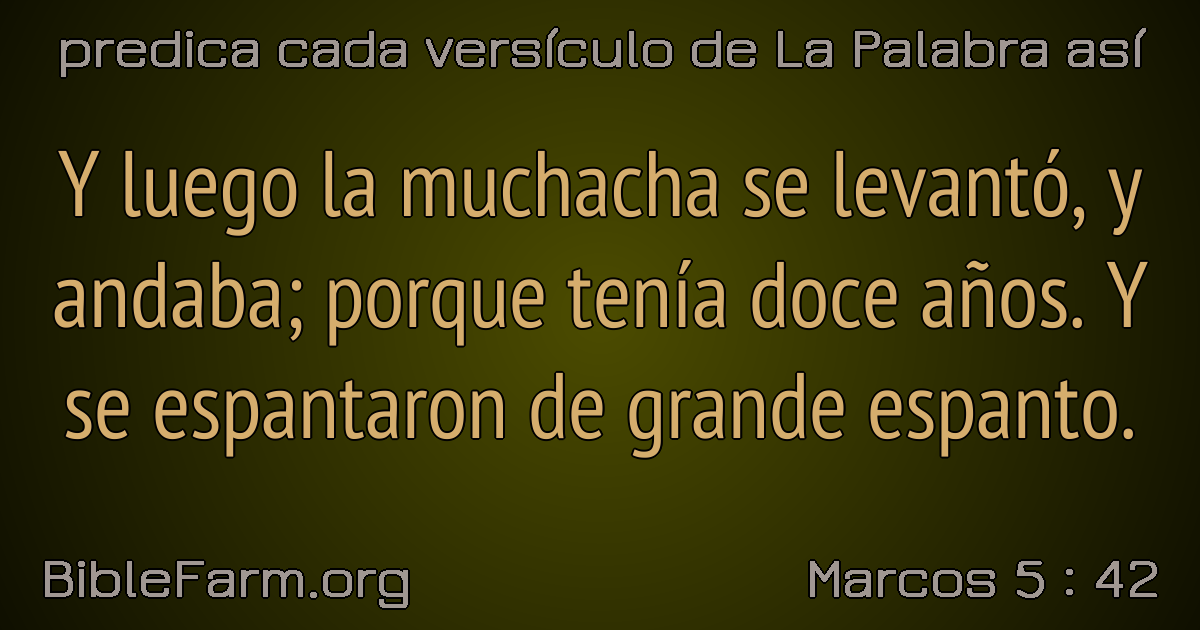 predica cada versículo de La Palabra así
Y luego la muchacha se levantó, y
andaba; porque tenía doce años. Y
se espantaron de grande espanto.
BibleFarm.org
Marcos 5 : 42